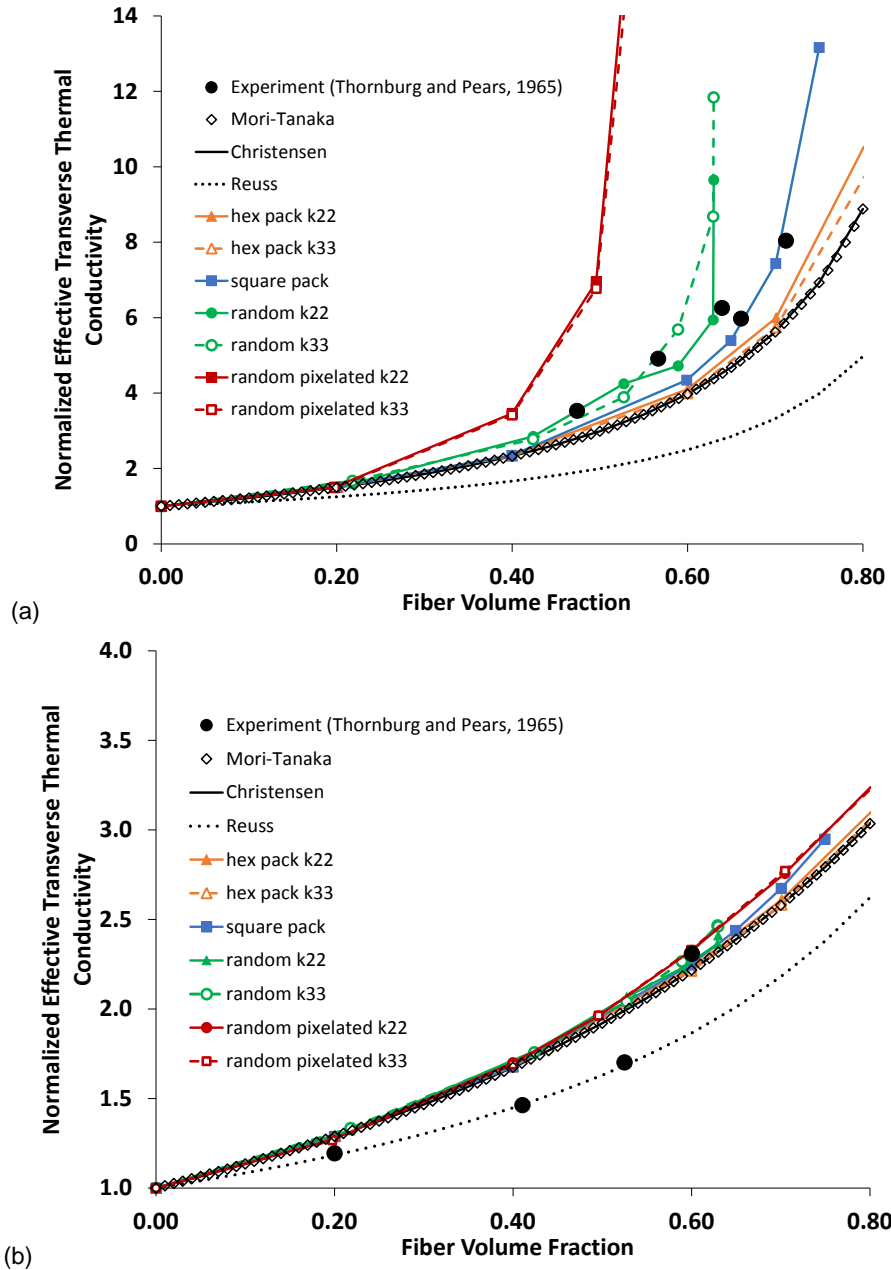 14
12
10
8
6
4
2
0
Normalized Effective Transverse Thermal
Conductivity
Experiment (Thornburg and Pears, 1965)
Mori-Tanaka
Christensen
Reuss
hex pack k22
hex pack k33
square pack
random k22
random k33
random pixelated k22
random pixelated k33
0.00 0.20 0.40 0.60 0.80
Fiber Volume Fraction
(a)
4.0
3.5
3.0
2.5
2.0
1.5
1.0
Normalized Effective Transverse Thermal
Conductivity
Experiment (Thornburg and Pears, 1965)
Mori-Tanaka
Christensen
Reuss
hex pack k22
hex pack k33
square pack
random k22
random k33
random pixelated k22
random pixelated k33
0.00 0.20 0.40 0.60 0.80
Fiber Volume Fraction
(b)